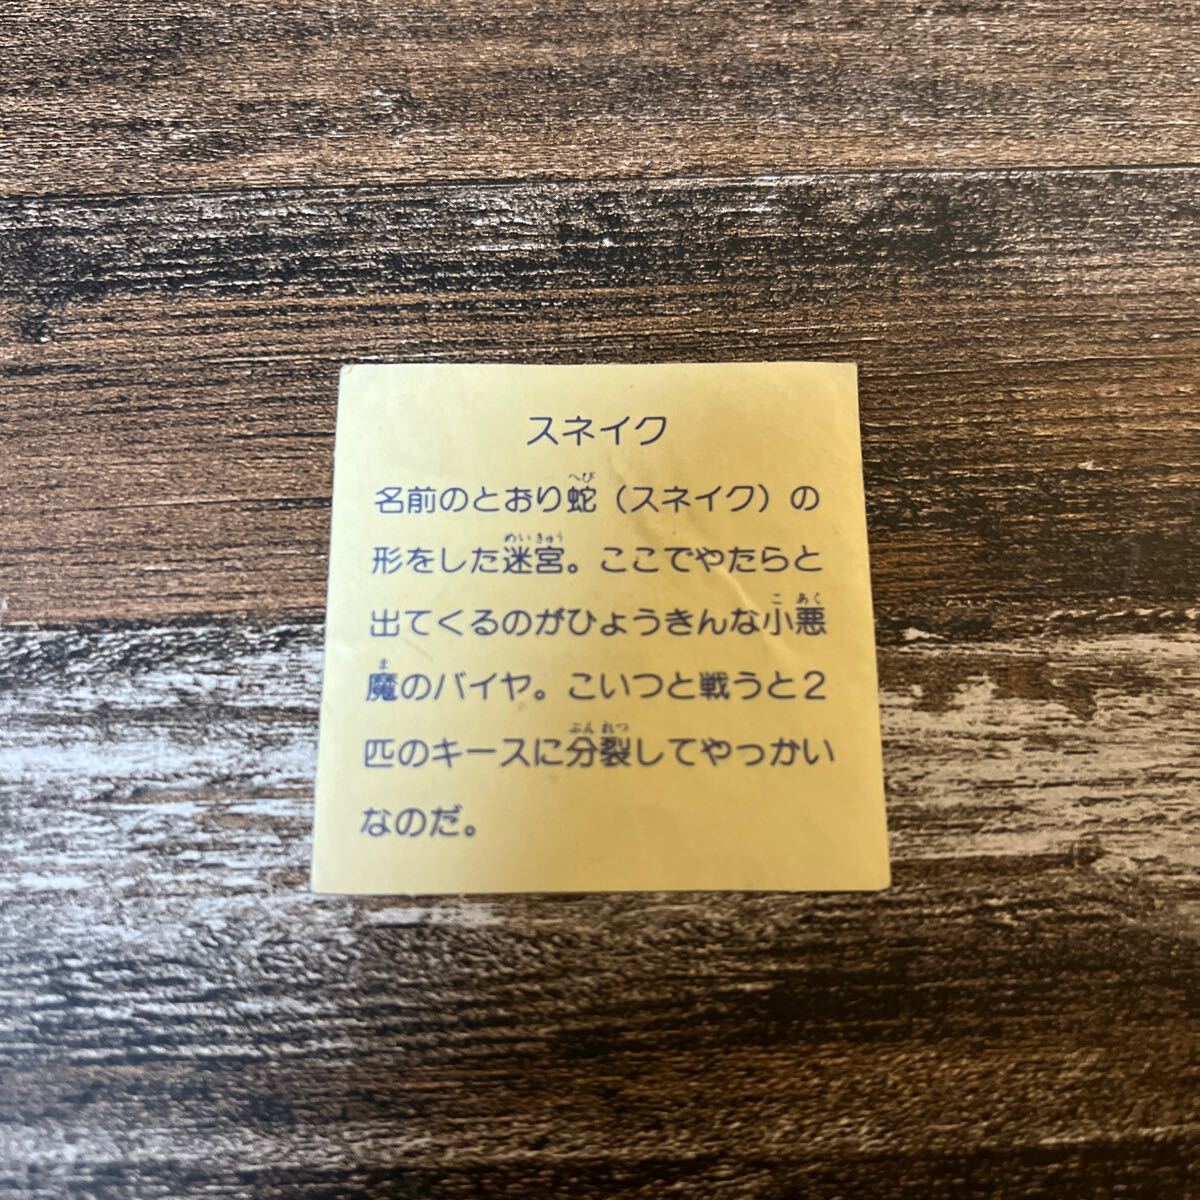 スネイク
名前のとおり蛇（スネイク）の
形をした迷宮。ここでやたらと
出てくるのがひょうきんな小悪
魔のバイヤ。こいつと戦うと2
匹のキースに分裂してやっかい
なのだ。